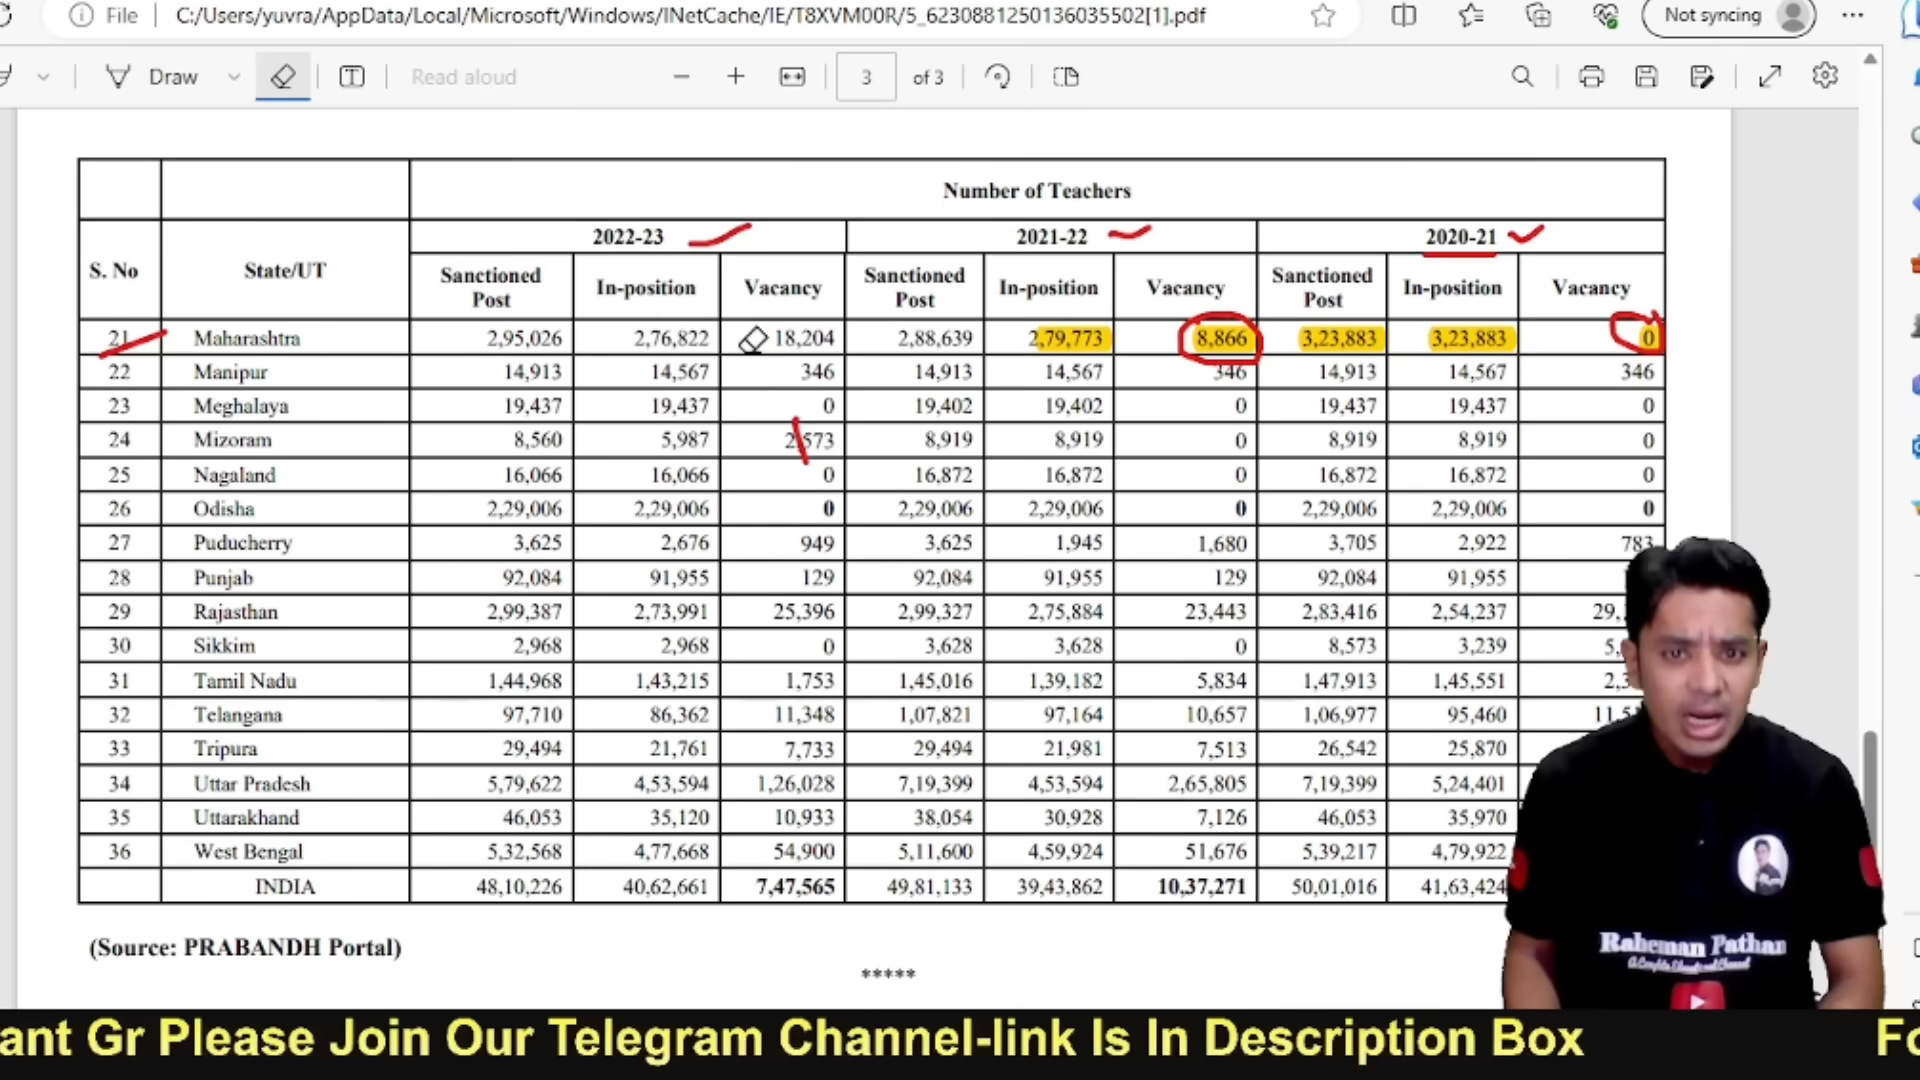 File C:/Users/yuvra/AppData/Local/Microsoft/Windows/INetCache/IE/T8XVM00R/5_6230881250136035502[1].pdf Not syncing
Draw Read aloud 3 of 3
Number of Teachers
S. No State/UT 2022-23 2021-22 2020-21
Sanctioned Post In-position Vacancy Sanctioned Post In-position Vacancy Sanctioned Post In-position Vacancy
21 Maharashtra 2,95,026 2,76,822 18,204 2,88,639 2,79,773 8,866 3,23,883 3,23,883 0
22 Manipur 14,913 14,567 346 14,913 14,567 346 14,913 14,567 346
23 Meghalaya 19,437 19,437 0 19,402 19,402 0 19,437 19,437 0
24 Mizoram 8,560 5,987 2,573 8,919 8,919 0 8,919 8,919 0
25 Nagaland 16,066 16,066 0 16,872 16,872 0 16,872 16,872 0
26 Odisha 2,29,006 2,29,006 0 2,29,006 2,29,006 0 2,29,006 2,29,006 0
27 Puducherry 3,625 2,676 949 3,625 1,945 1,680 3,705 2,922 783
28 Punjab 92,084 91,955 129 92,084 91,955 129 92,084 91,955
29 Rajasthan 2,99,387 2,73,991 25,396 2,99,327 2,75,884 23,443 2,83,416 2,54,237 29,
30 Sikkim 2,968 2,968 0 3,628 3,628 0 8,573 3,239 5,
31 Tamil Nadu 1,44,968 1,43,215 1,753 1,45,016 1,39,182 5,834 1,47,913 1,45,551 2,3
32 Telangana 97,710 86,362 11,348 1,07,821 97,164 10,657 1,06,977 95,460 11,5
33 Tripura 29,494 21,761 7,733 29,494 21,981 7,513 26,542 25,870
34 Uttar Pradesh 5,79,622 4,53,594 1,26,028 7,19,399 4,53,594 2,65,805 7,19,399 5,24,401
35 Uttarakhand 46,053 35,120 10,933 38,054 30,928 7,126 46,053 35,970
36 West Bengal 5,32,568 4,77,668 54,900 5,11,600 4,59,924 51,676 5,39,217 4,79,922
INDIA 48,10,226 40,62,661 7,47,565 49,81,133 39,43,862 10,37,271 50,01,016 41,63,424
(Source: PRABANDH Portal)
*****
Raheman Pathan
ant Gr Please Join Our Telegram Channel-link Is In Description Box Fo